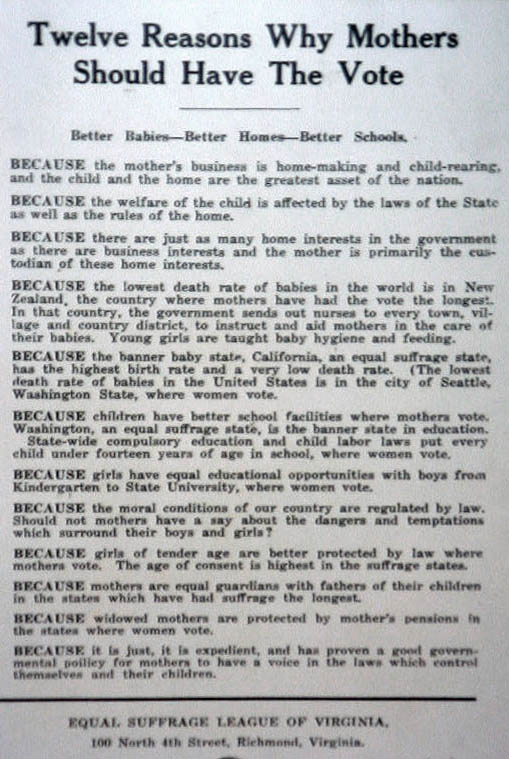 Twelve Reasons Why Mothers
Should Have The Vote
Better Babies—Better Homes—Better Schools.
BECAUSE the mother's business is home-making and child-rearing,
and the child and the home are the greatest asset of the nation.
BECAUSE the welfare of the child is affected by the laws of the State
as well as the rules of the home.
BECAUSE there are just as many home interests in the government
as there are business interests and the mother is primarily the cus-
todian of these home interests.
BECAUSE the lowest death rate of babies in the world is in New
Zealand, the country where mothers have had the vote the longest.
In that country, the government sends out nurses to every town, vil-
lage and country district, to instruct and aid mothers in the care of
their babies. Young girls are taught baby hygiene and feeding.
BECAUSE the banner baby state, California, an equal suffrage state,
has the highest birth rate and a very low death rate. (The lowest
death rate of babies in the United States is in the city of Seattle,
Washington State, where women vote.
BECAUSE children have better school facilities where mothers vote.
Washington, an equal suffrage state, is the banner state in education.
State-wide compulsory education and child labor laws put every
child under fourteen years of age in school, where women vote.
BECAUSE girls have equal educational opportunities with boys from
Kindergarten to State University, where women vote.
BECAUSE the moral conditions of our country are regulated by law.
Should not mothers have a say about the dangers and temptations
which surround their boys and girls?
BECAUSE girls of tender age are better protected by law where
mothers vote. The age of consent is highest in the suffrage states.
BECAUSE mothers are equal guardians with fathers of their children
in the states which have had suffrage the longest.
BECAUSE widowed mothers are protected by mother's pensions in
the states where women vote.
BECAUSE it is just, it is expedient, and has proven a good govern-
mental poilicy for mothers to have a voice in the laws which control
themselves and their children.
EQUAL SUFFRAGE LEAGUE OF VIRGINIA,
100 North 4th Street, Richmond, Virginia.